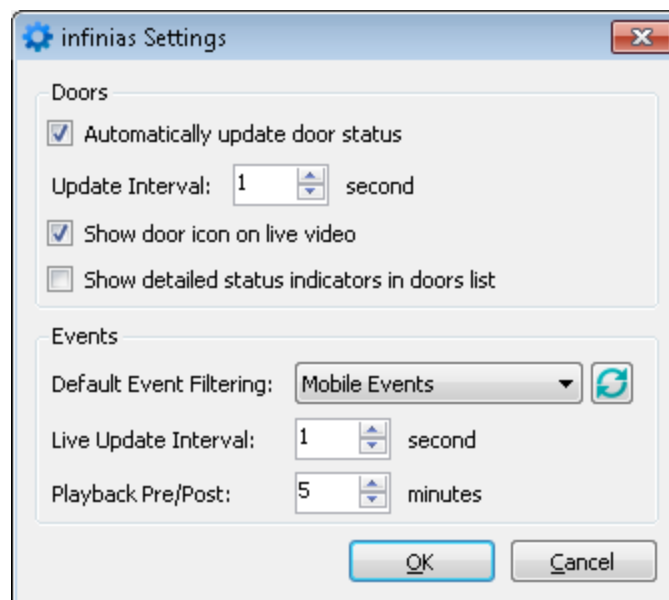 infinias Settings
Doors
Automatically update door status
Update Interval: 1 second
Show door icon on live video
Show detailed status indicators in doors list
Events
Default Event Filtering: Mobile Events
Live Update Interval: 1 second
Playback Pre/Post: 5 minutes
OK Cancel